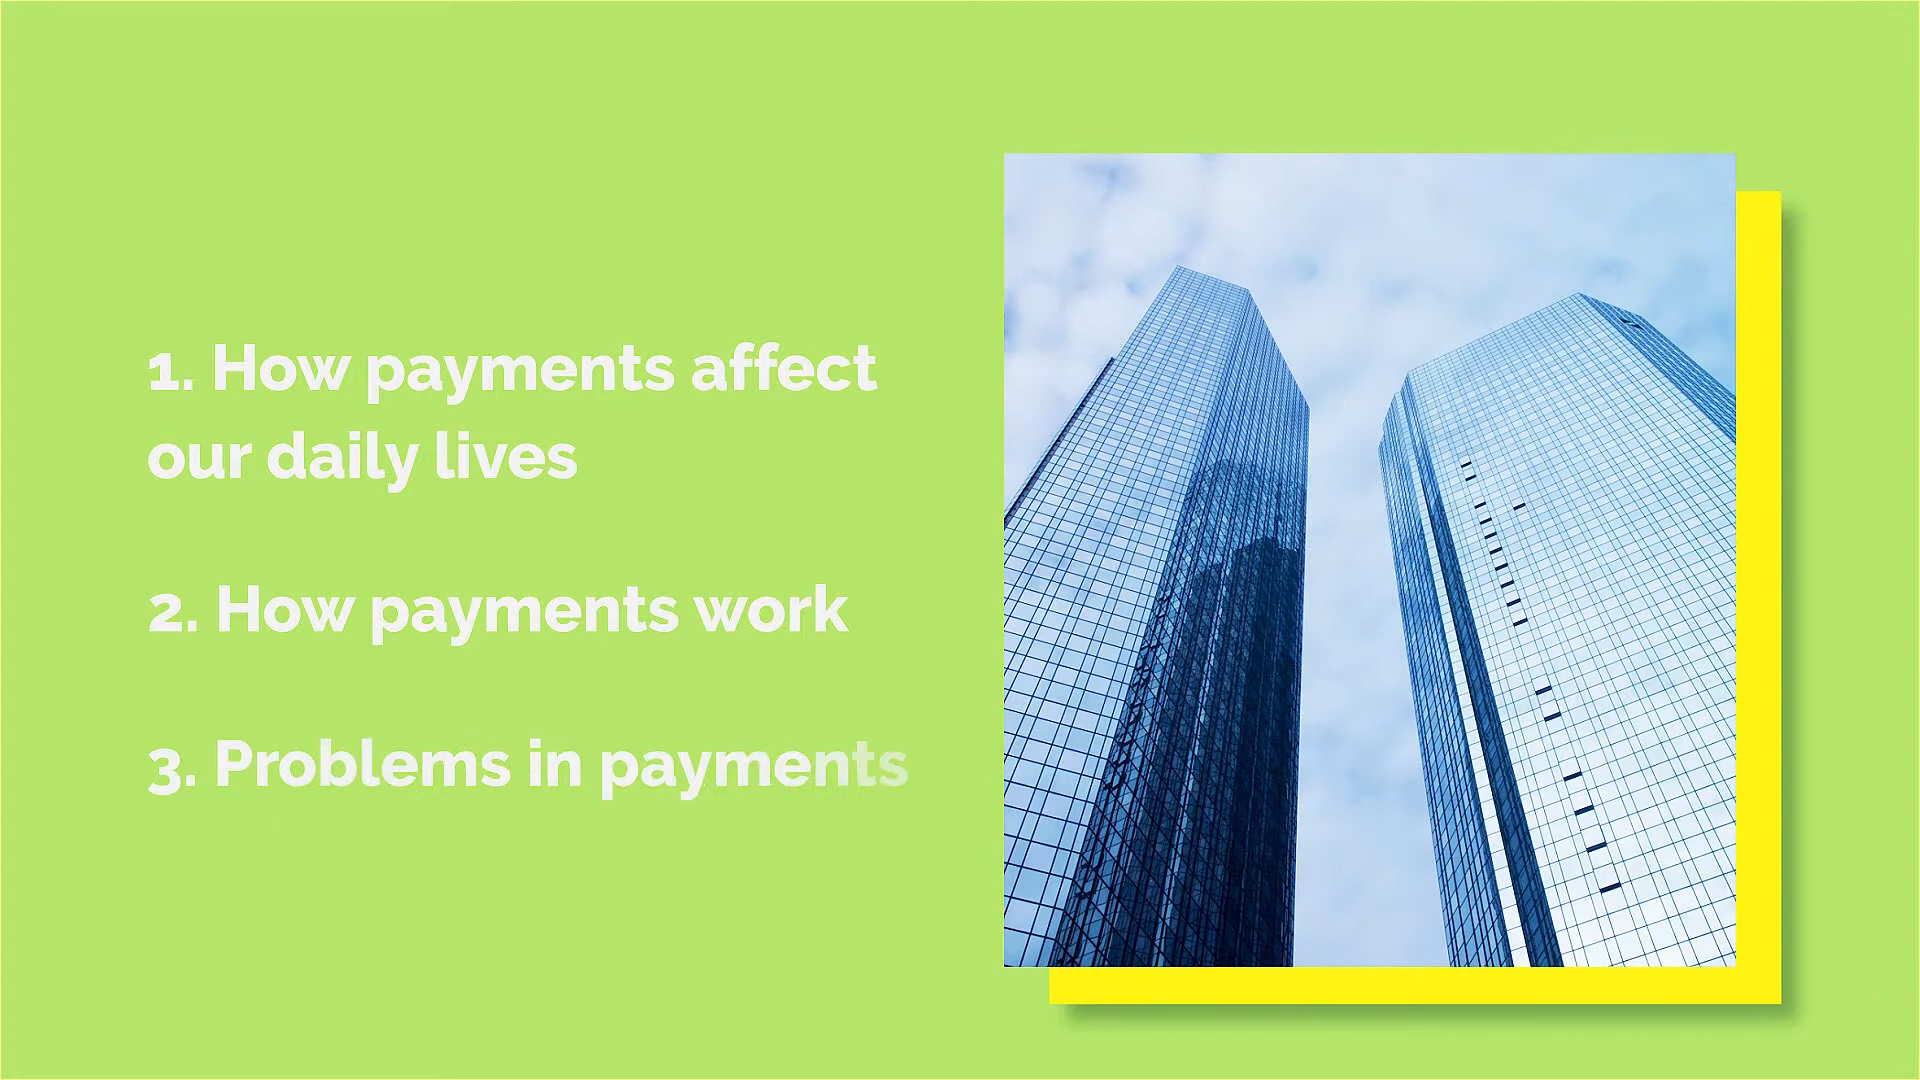 1. How payments affect
our daily lives
2. How payments work
3. Problems in payments